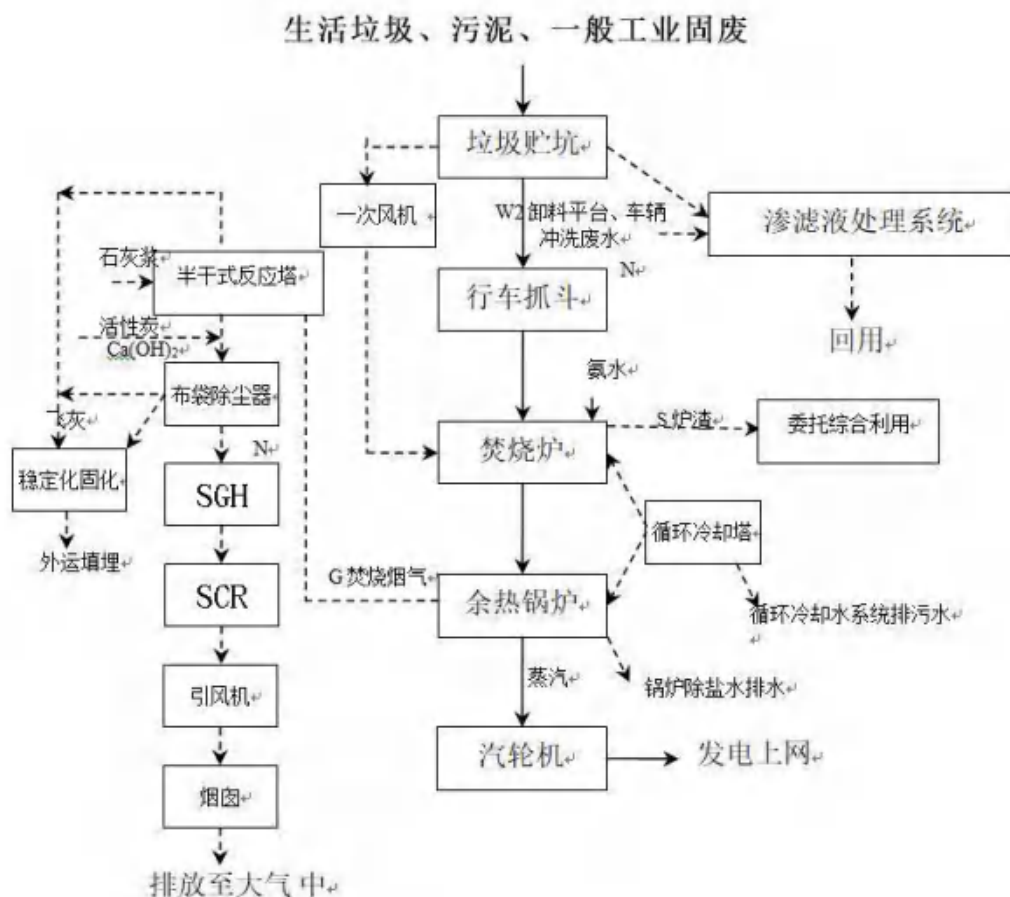 生活垃圾、污泥、一般工业固废
垃圾贮坑
一次风机
W2 卸料平台、车辆
冲洗废水
渗滤液处理系统
石灰浆
半干式反应塔
N
行车抓斗
回用
活性炭
Ca(OH)₂
布袋除尘器
氨水
飞灰
S 炉渣
委托综合利用
焚烧炉
N
稳定化固化
SGH
循环冷却塔
外运填埋
G 焚烧烟气
SCR
余热锅炉
循环冷却水系统排污水
蒸汽
锅炉除盐水排水
引风机
汽轮机
发电上网
烟囱
排放至大气中